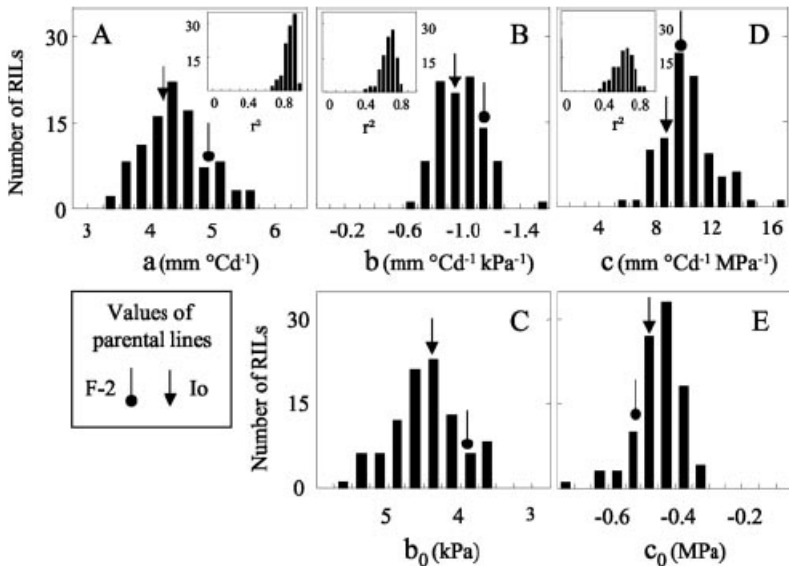 A
B
D
30
15
0
0.4
0.8
r²
30
15
0
0.4
0.8
r²
30
15
0
0.4
0.8
r²
Number of RILs
30
15
0
3
4
5
6
a (mm °Cd⁻¹)
-0.2
-0.6
-1.0
-1.4
b (mm °Cd⁻¹ kPa⁻¹)
4
8
12
16
c (mm °Cd⁻¹ MPa⁻¹)
Values of
parental lines
F-2
Io
C
E
Number of RILs
30
15
0
5
4
3
b₀ (kPa)
-0.6
-0.4
-0.2
c₀ (MPa)